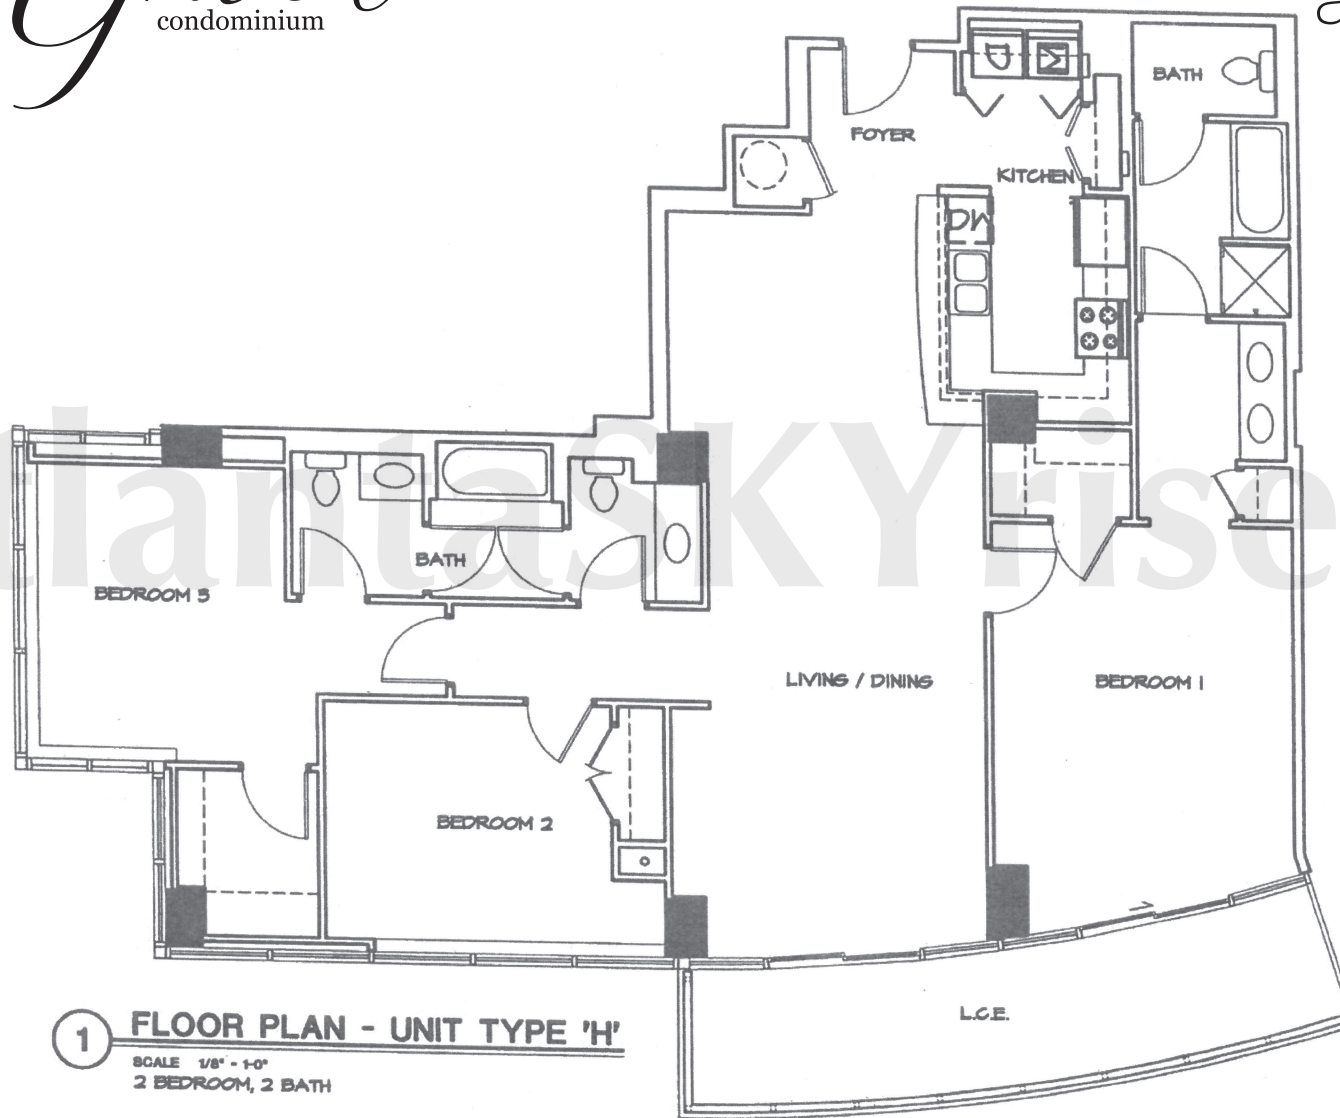 condominium
D
W
BATH
FOYER
KITCHEN
DW
BATH
BEDROOM 3
LIVING / DINING
BEDROOM 1
BEDROOM 2
L.C.E.
1 FLOOR PLAN - UNIT TYPE 'H'
SCALE 1/8" - 1'-0"
2 BEDROOM, 2 BATH
tlantaSKYrise